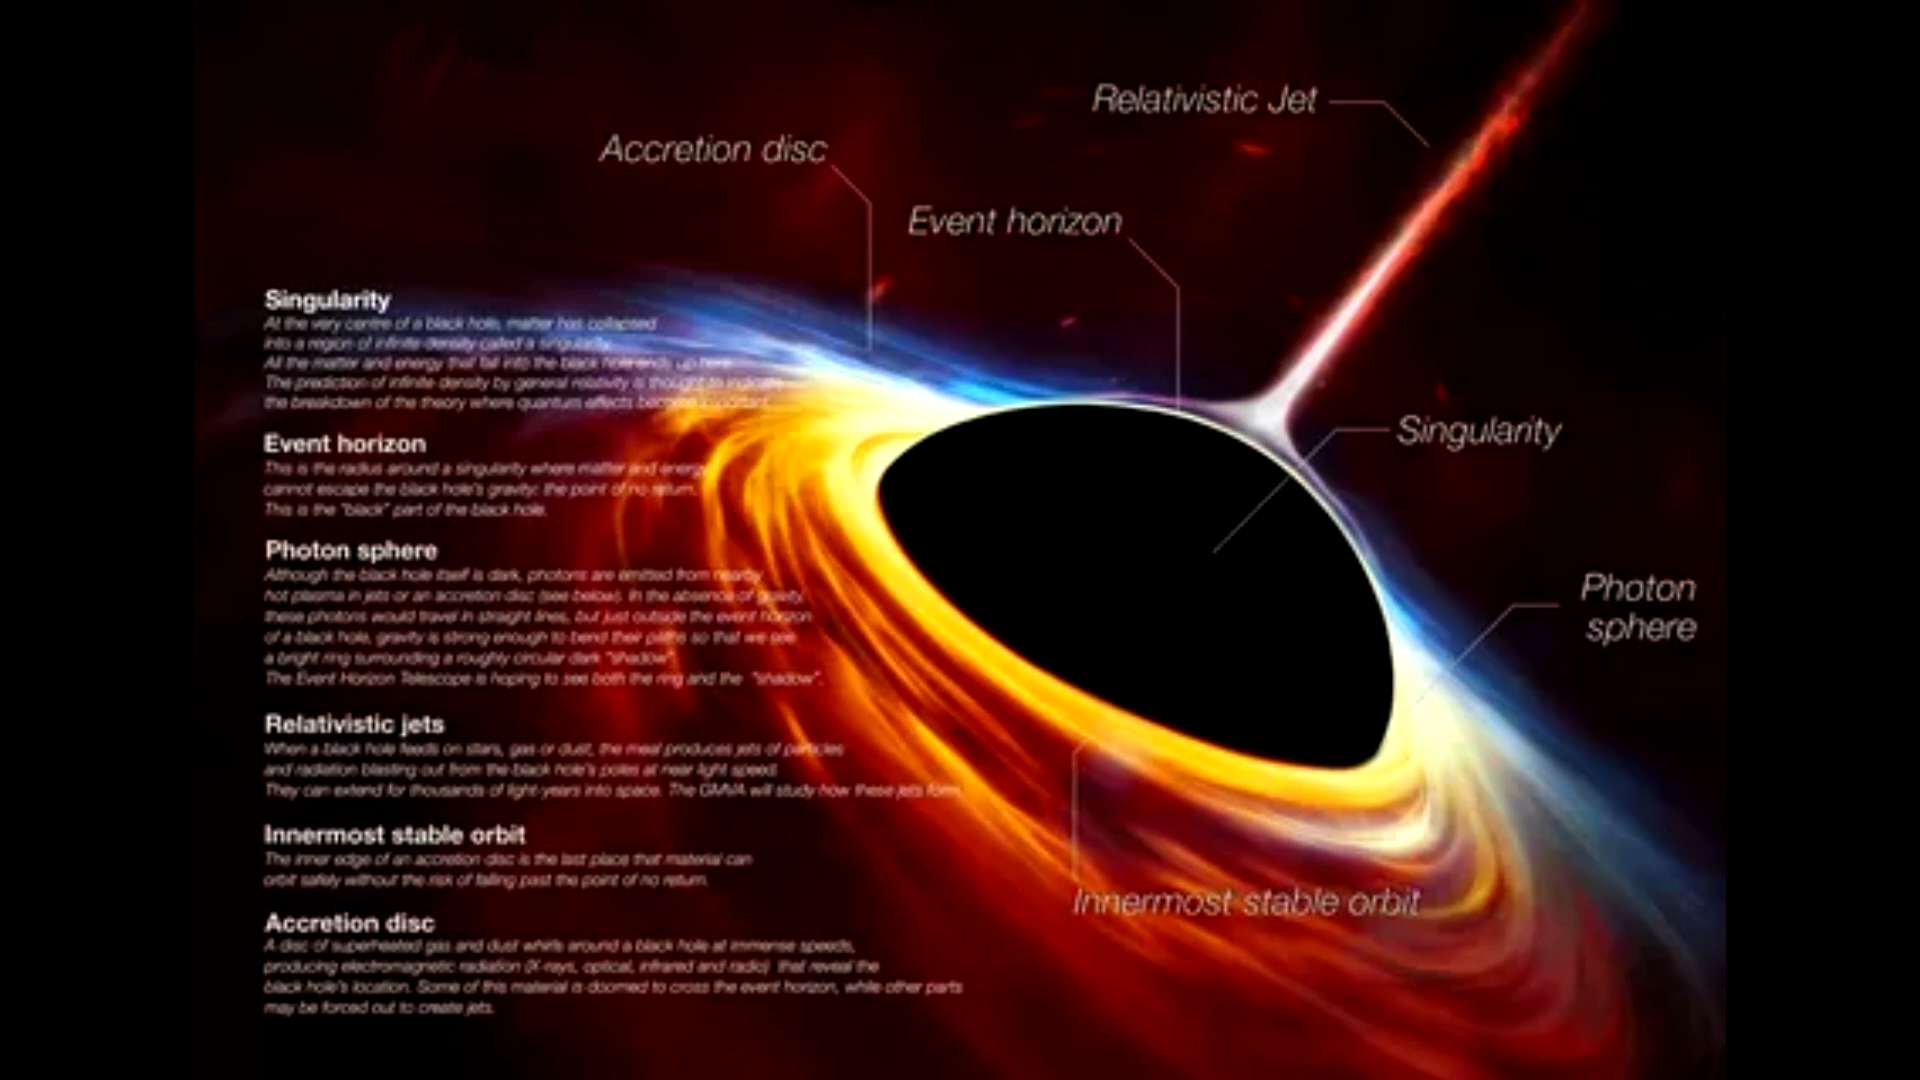 Relativistic Jet
Accretion disc
Event horizon
Singularity
Photon
sphere
Innermost stable orbit
Singularity
At the very centre of a black hole, matter has collapsed
into a region of infinite density called a singularity.
All the matter and energy that fall into the black hole ends up here.
The prediction of infinite density by general relativity is thought to indicate
the breakdown of the theory where quantum effects become important.
Event horizon
This is the radius around a singularity where matter and energy
cannot escape the black hole's gravity: the point of no return.
This is the "black" part of the black hole.
Photon sphere
Although the black hole itself is dark, photons are emitted from nearby
hot plasma in jets or an accretion disc (see below). In the absence of gravity,
these photons would travel in straight lines, but just outside the event horizon
of a black hole, gravity is strong enough to bend their paths so that we see
a bright ring surrounding a roughly circular dark "shadow".
The Event Horizon Telescope is hoping to see both the ring and the "shadow".
Relativistic jets
When a black hole feeds on stars, gas or dust, the meal produces jets of particles
and radiation blasting out from the black hole's poles at near light speed.
They can extend for thousands of light-years into space. The GMVA will study how these jets form.
Innermost stable orbit
The inner edge of an accretion disc is the last place that material can
orbit safely without the risk of falling past the point of no return.
Accretion disc
A disc of superheated gas and dust whirls around a black hole at immense speeds,
producing electromagnetic radiation (X-rays, optical, infrared and radio) that reveal the
black hole's location. Some of this material is doomed to cross the event horizon, while other parts
may be forced out to create jets.